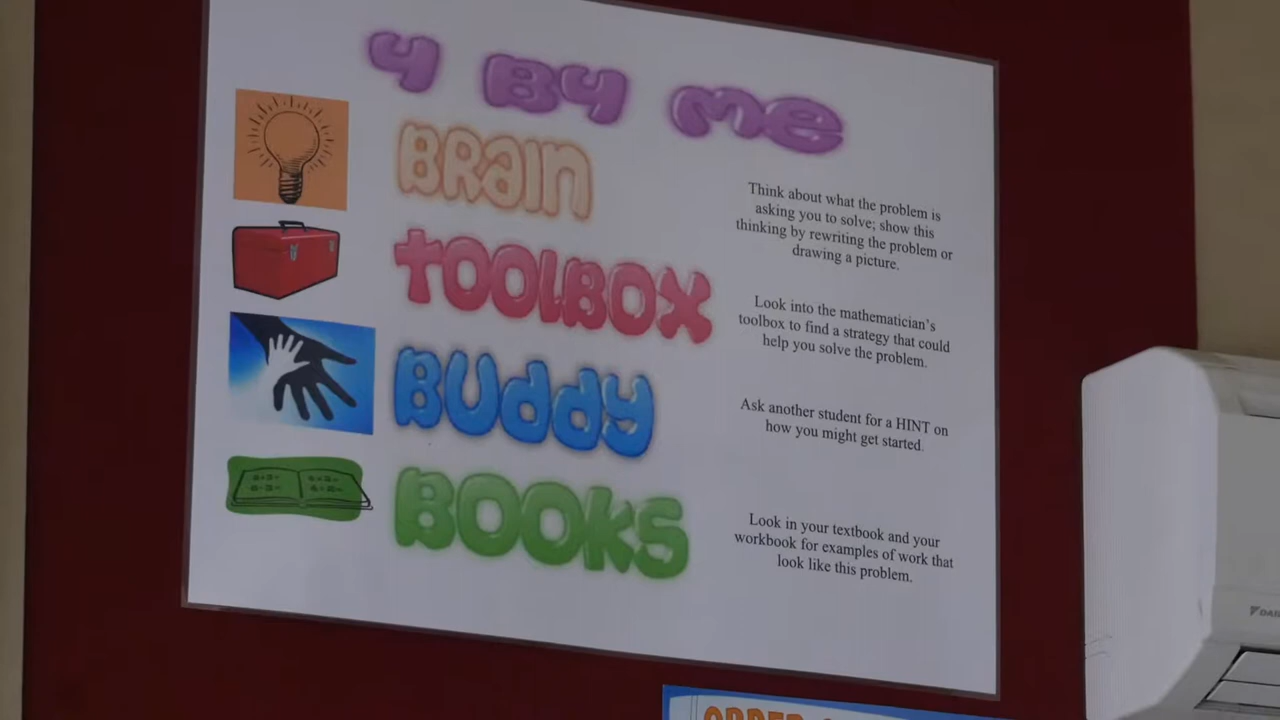 4 BY ME
BRAIN
Think about what the problem is
asking you to solve; show this
thinking by rewriting the problem or
drawing a picture.
TOOLBOX
Look into the mathematician's
toolbox to find a strategy that could
help you solve the problem.
BUDDY
Ask another student for a HINT on
how you might get started.
BOOKS
Look in your textbook and your
workbook for examples of work that
look like this problem.